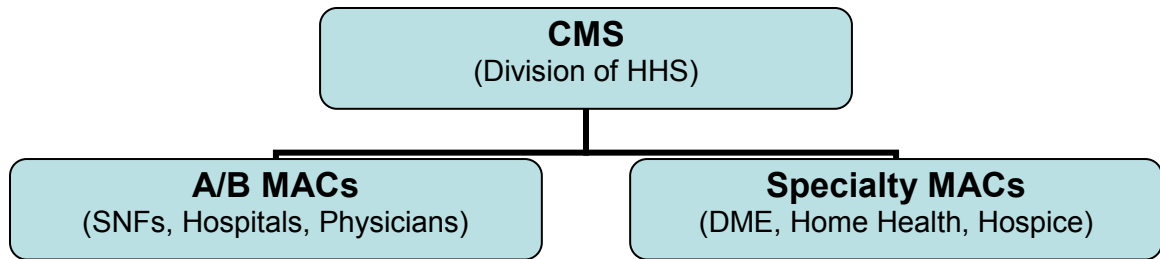 CMS
(Division of HHS)
A/B MACs
(SNFs, Hospitals, Physicians)
Specialty MACs
(DME, Home Health, Hospice)